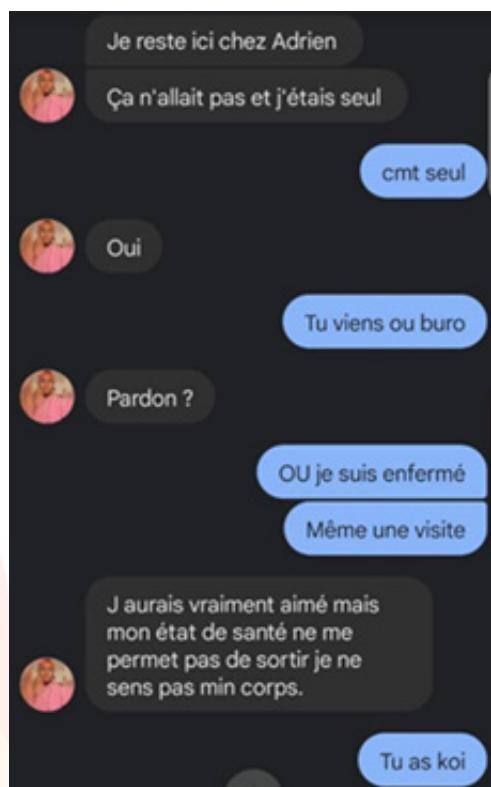 Je reste ici chez Adrien
Ça n'allait pas et j'étais seul
cmt seul
Oui
Tu viens ou buro
Pardon ?
OU je suis enfermé
Même une visite
J aurais vraiment aimé mais
mon état de santé ne me
permet pas de sortir je ne
sens pas min corps.
Tu as koi